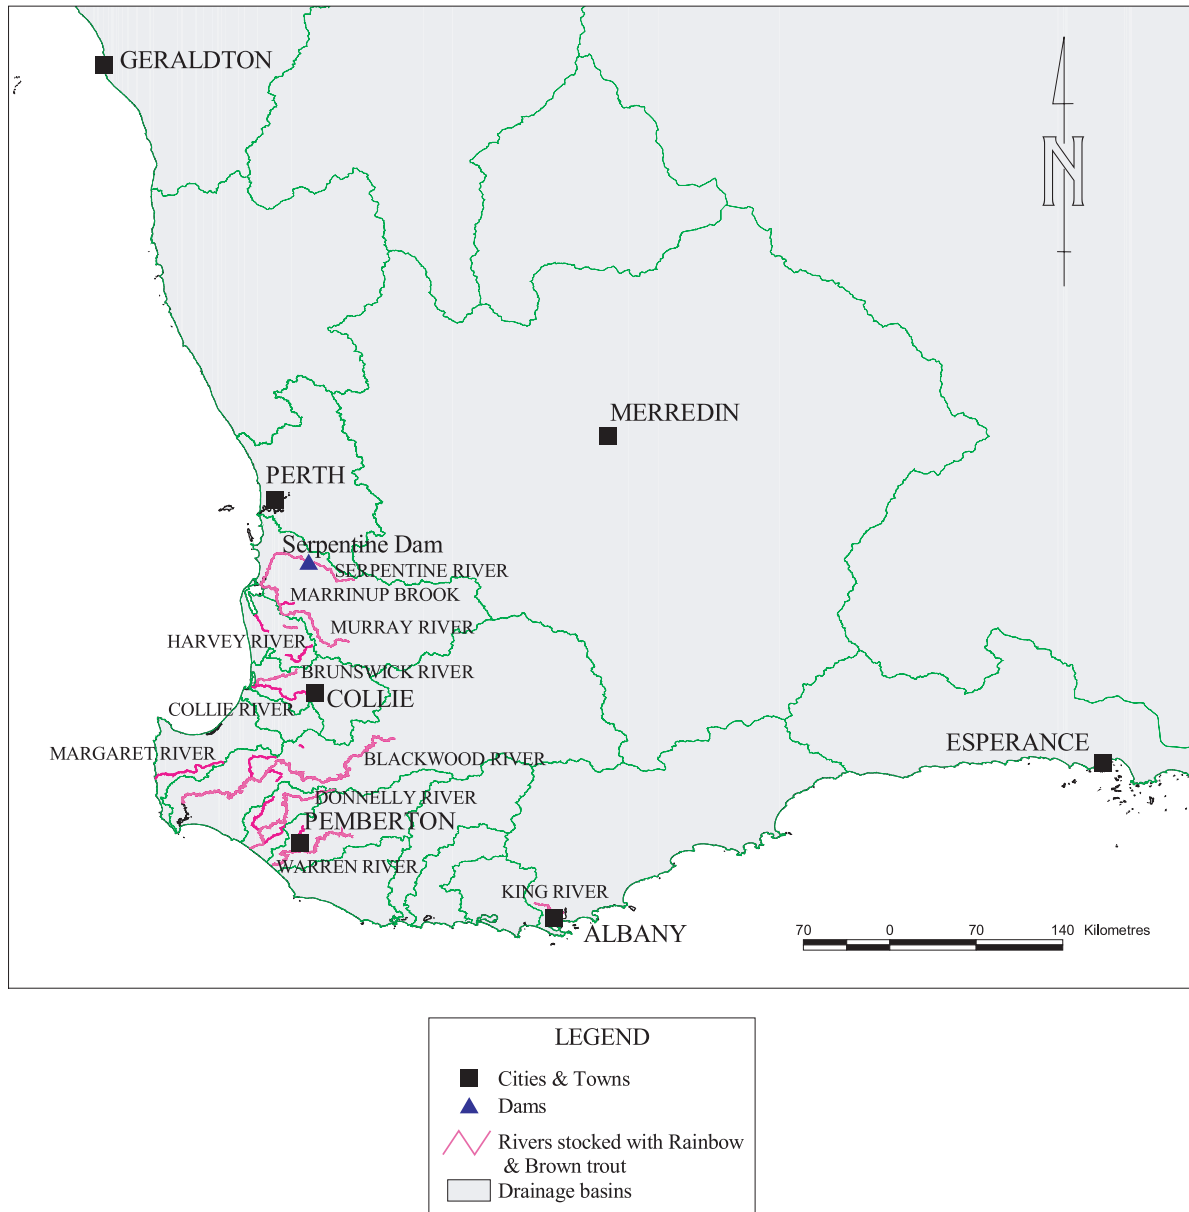 GERALDTON
N
MERREDIN
PERTH
Serpentine Dam
SERPENTINE RIVER
MARRINUP BROOK
MURRAY RIVER
HARVEY RIVER
BRUNSWICK RIVER
COLLIE
COLLIE RIVER
ESPERANCE
MARGARET RIVER
BLACKWOOD RIVER
DONNELLY RIVER
PEMBERTON
WARREN RIVER
KING RIVER
ALBANY
70 0 70 140 Kilometres
LEGEND
Cities & Towns
Dams
Rivers stocked with Rainbow
& Brown trout
Drainage basins